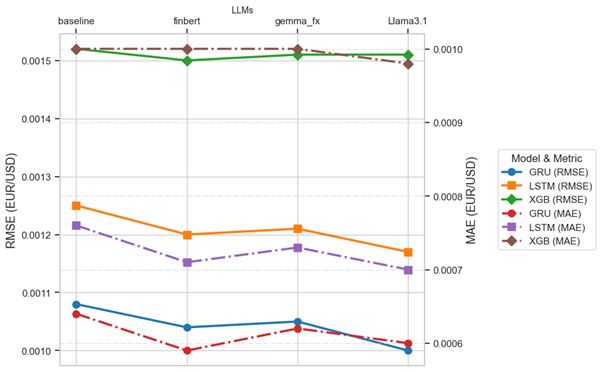 LLMs
baseline finbert gemma_fx Llama3.1
0.0015
0.0014
0.0013
0.0012
0.0011
0.0010
RMSE (EUR/USD)
0.0010
0.0009
0.0008
0.0007
0.0006
MAE (EUR/USD)
Model & Metric
GRU (RMSE)
LSTM (RMSE)
XGB (RMSE)
GRU (MAE)
LSTM (MAE)
XGB (MAE)